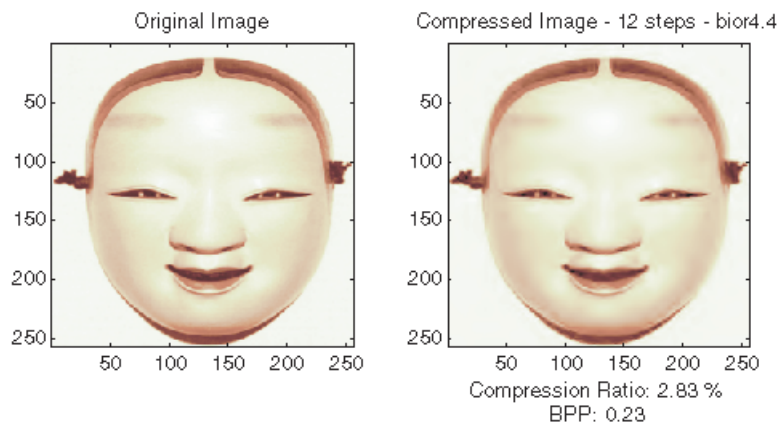 Original Image
50
100
150
200
250
50 100 150 200 250
Compressed Image - 12 steps - bior4.4
50
100
150
200
250
50 100 150 200 250
Compression Ratio: 2.83 %
BPP: 0.23